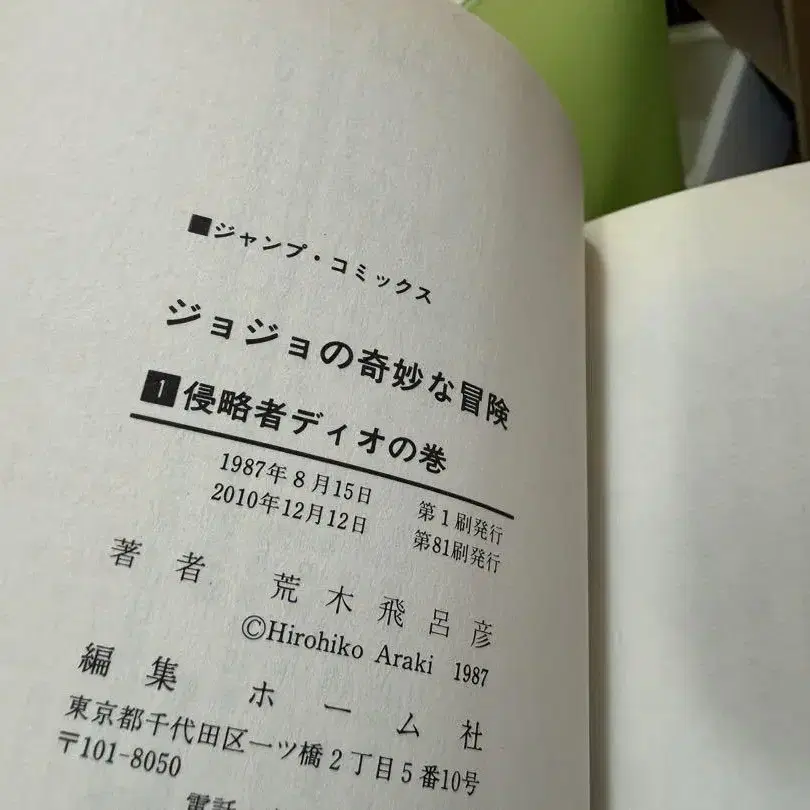 ■ジャンプ・コミックス
ジョジョの奇妙な冒険
1 侵略者ディオの巻
1987年8月15日 第1刷発行
2010年12月12日 第81刷発行
著者 荒木飛呂彦
©Hirohiko Araki 1987
編集 ホーム社
東京都千代田区一ツ橋2丁目5番10号
〒101-8050
電話